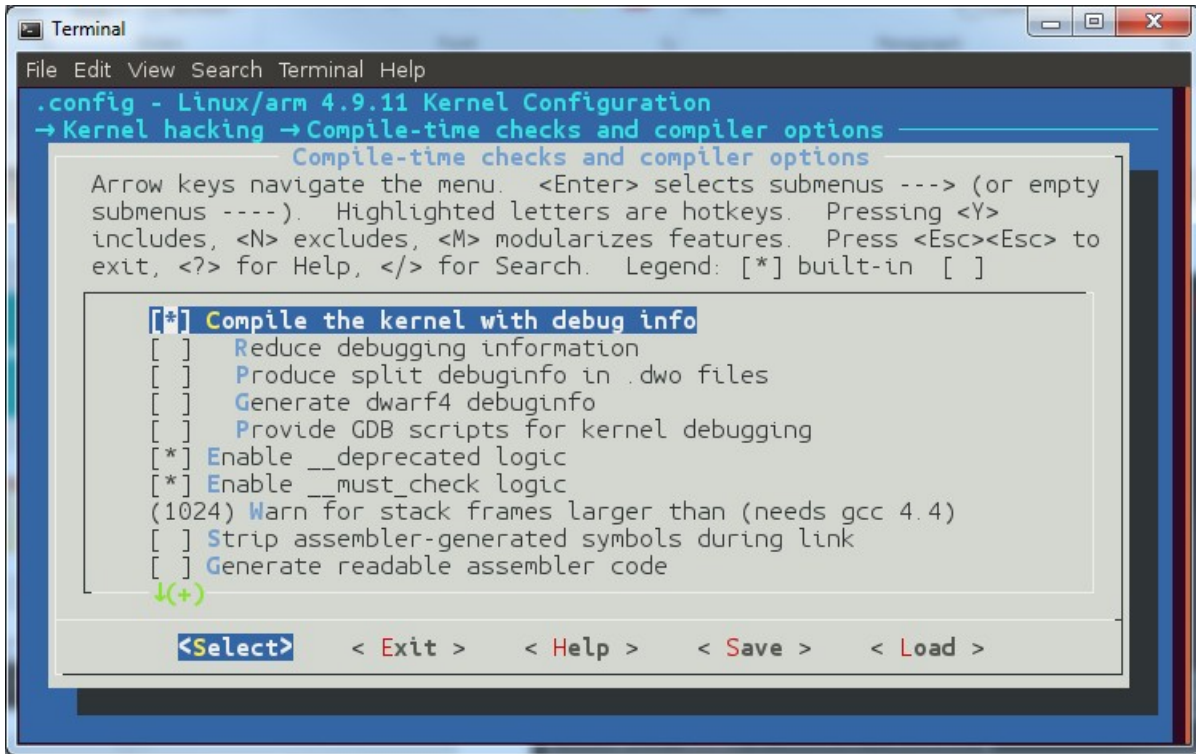 Terminal
File Edit View Search Terminal Help
.config - Linux/arm 4.9.11 Kernel Configuration
→ Kernel hacking → Compile-time checks and compiler options
Compile-time checks and compiler options
Arrow keys navigate the menu. <Enter> selects submenus ---> (or empty
submenus ----). Highlighted letters are hotkeys. Pressing <Y>
includes, <N> excludes, <M> modularizes features. Press <Esc><Esc> to
exit, <?> for Help, </> for Search. Legend: [*] built-in [ ]
[*] Compile the kernel with debug info
[ ] Reduce debugging information
[ ] Produce split debuginfo in .dwo files
[ ] Generate dwarf4 debuginfo
[ ] Provide GDB scripts for kernel debugging
[*] Enable __deprecated logic
[*] Enable __must_check logic
(1024) Warn for stack frames larger than (needs gcc 4.4)
[ ] Strip assembler-generated symbols during link
[ ] Generate readable assembler code
↓(+)
<Select> < Exit > < Help > < Save > < Load >